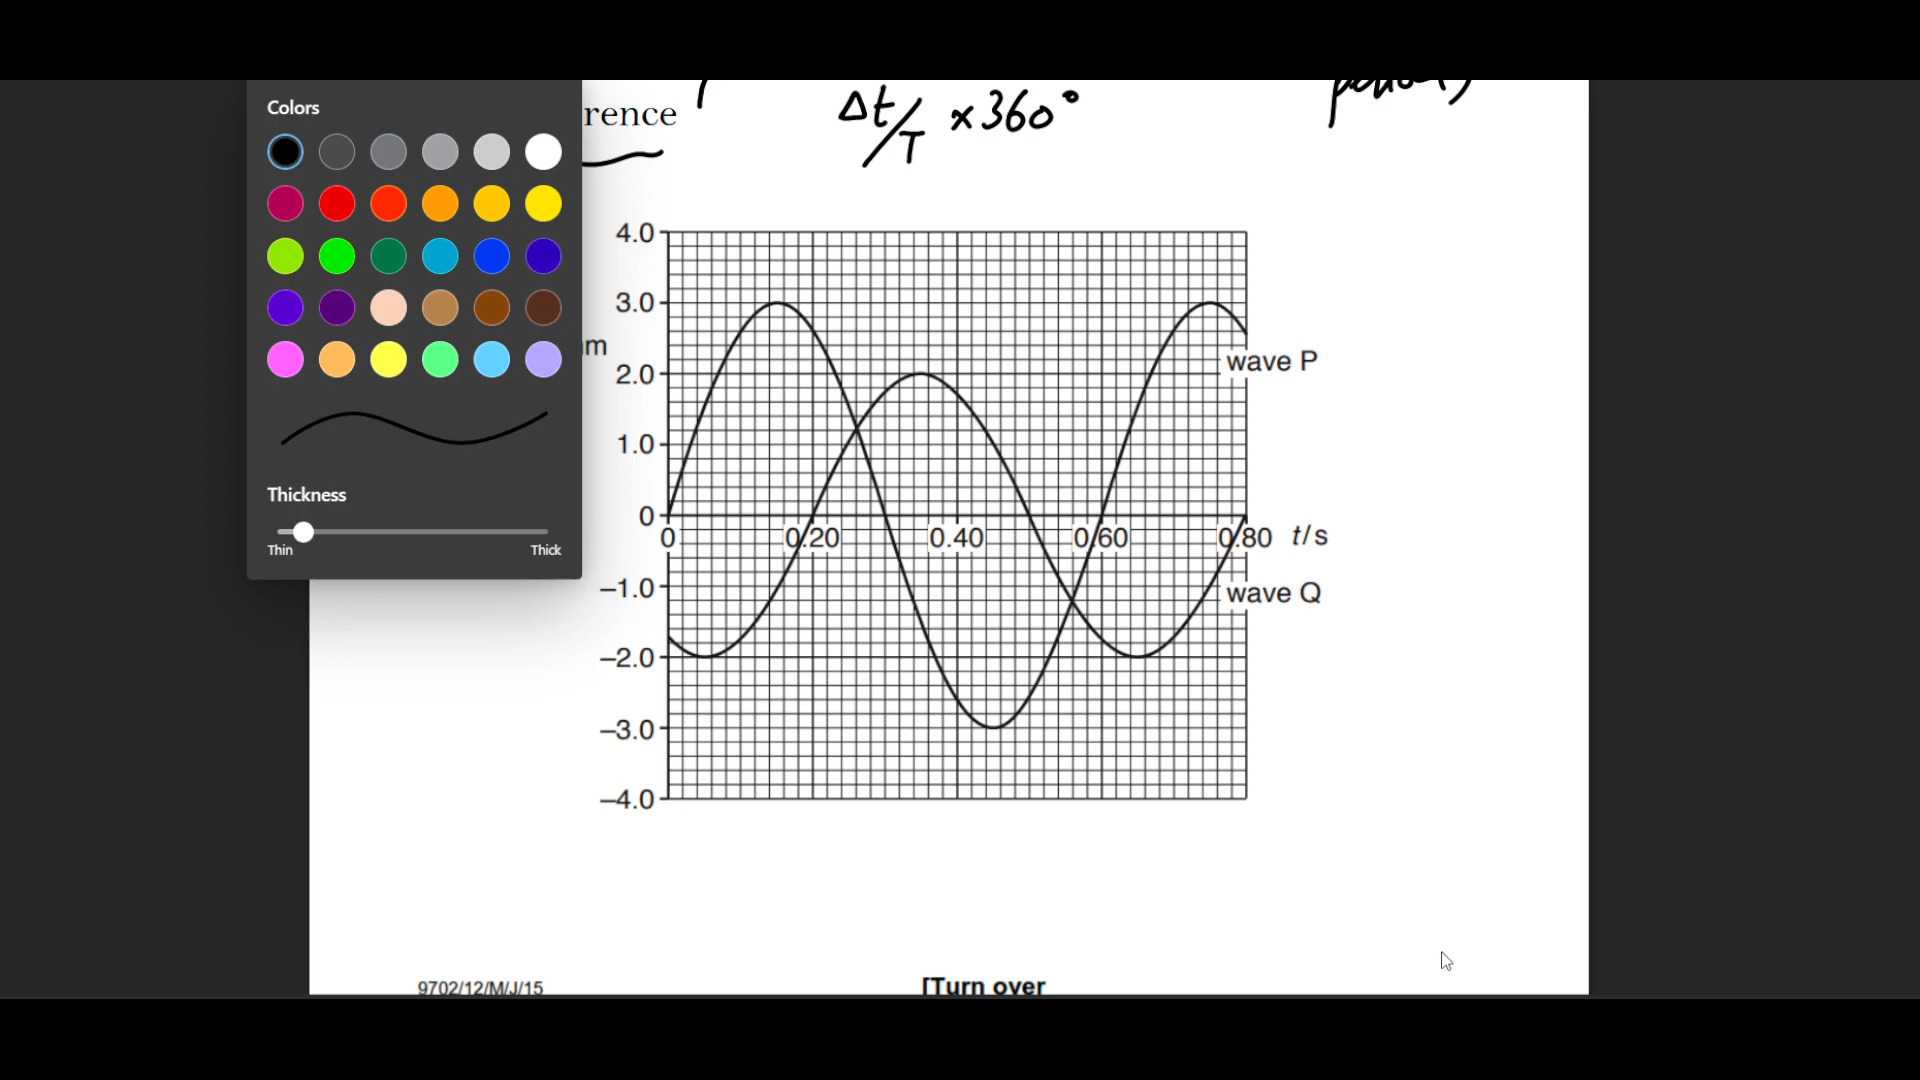 Colors
rence
Δt/T ×360°
4.0
3.0
m
2.0
wave P
1.0
Thickness
0
0 0.20 0.40 0.60 0.80 t/s
Thin Thick
–1.0
wave Q
–2.0
–3.0
–4.0
9702/12/M/J/15 [Turn over